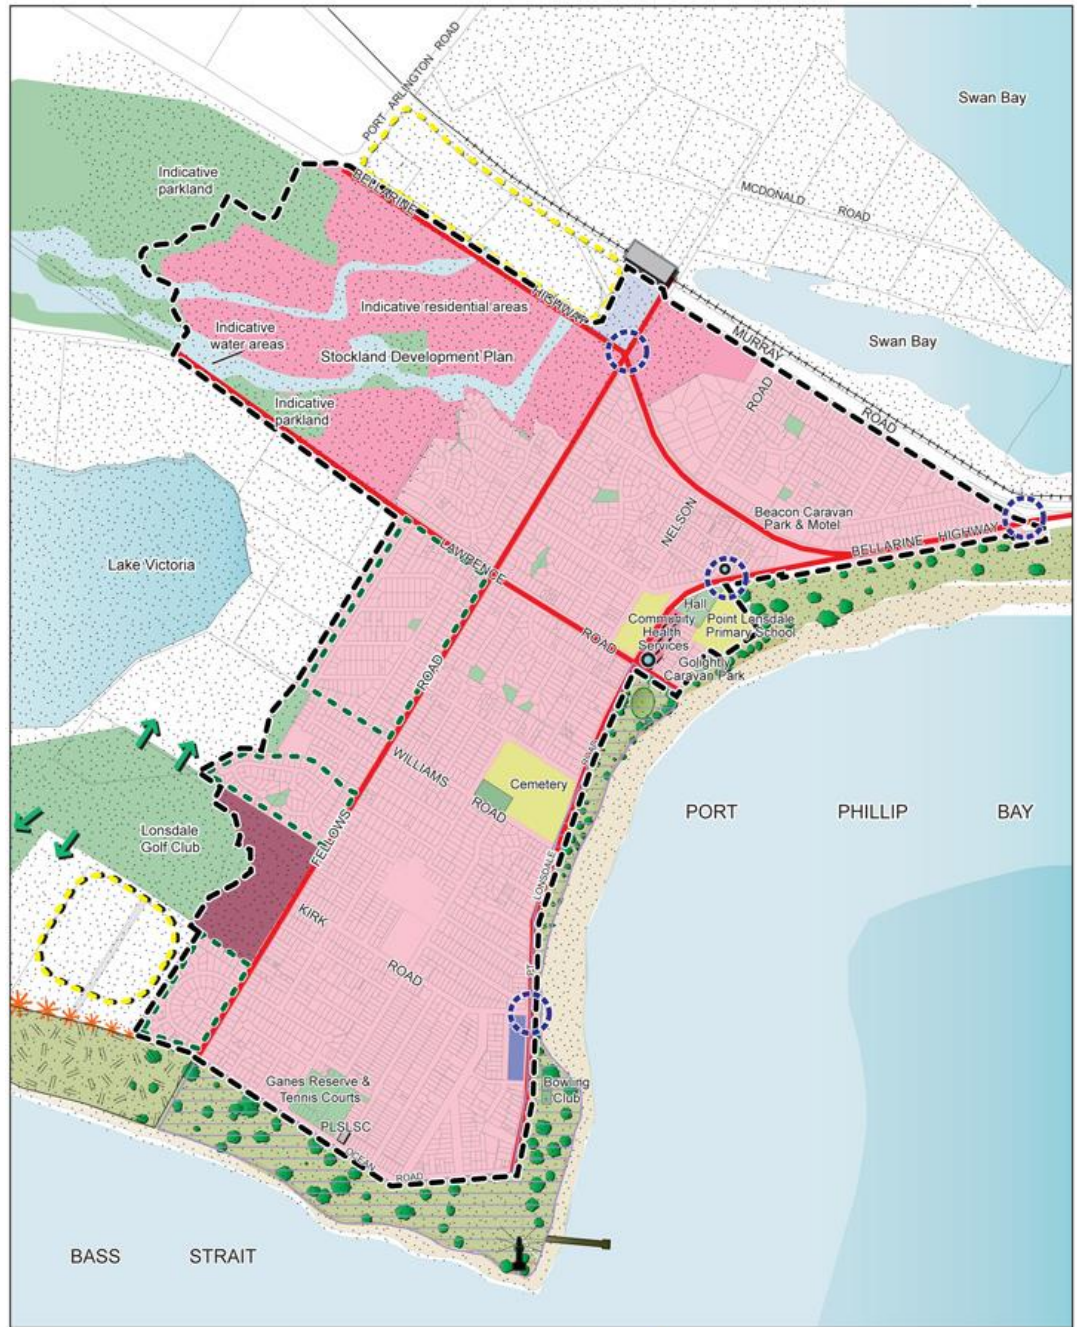 PORT ARLINGTON ROAD
Swan Bay
Indicative
parkland
BELLARINE
HIGHWAY
MCDONALD ROAD
Indicative residential areas
Indicative
water areas
Stockland Development Plan
Swan Bay
MURRAY
ROAD
ROAD
NELSON
Indicative
parkland
Beacon Caravan
Park & Motel
BELLARINE HIGHWAY
Lake Victoria
LAWRENCE
ROAD
Hall
Community
Health
Services
Point Lonsdale
Primary School
Golightly
Caravan Park
ROAD
WILLIAMS
ROAD
Cemetery
ROAD
PORT PHILLIP BAY
Lonsdale
Golf Club
FELLOWS
LONSDALE
KIRK
ROAD
PT
Ganes Reserve &
Tennis Courts
Bowling
Club
PLSLSC
OCEAN
ROAD
BASS STRAIT